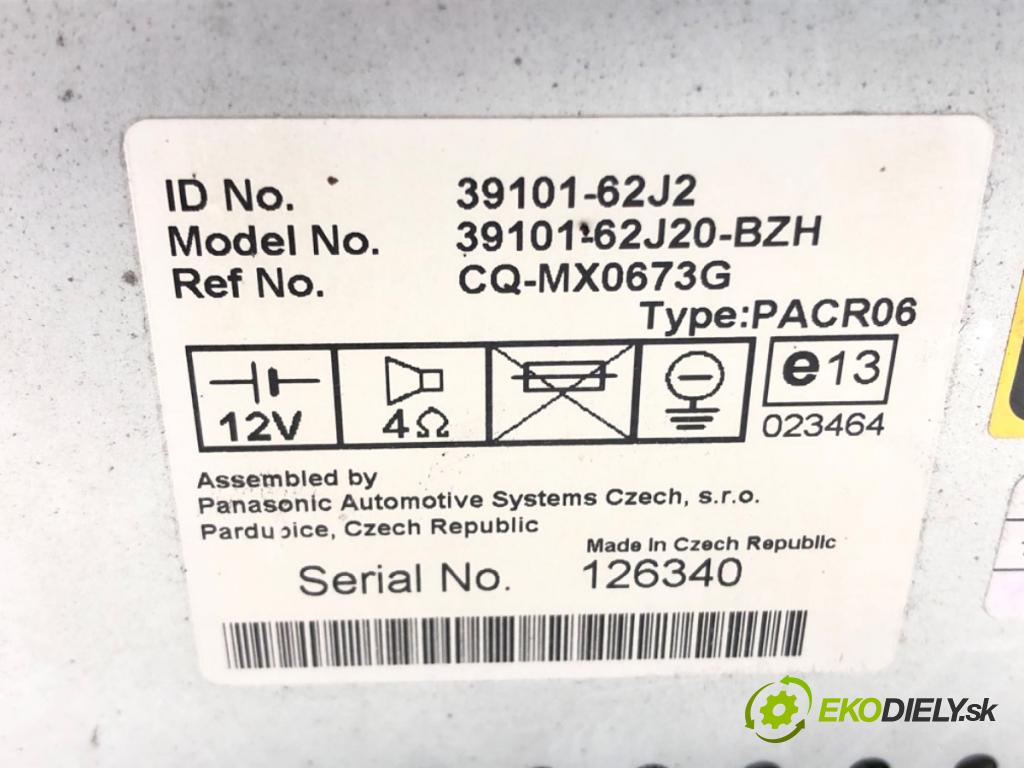 ID No. 39101-62J2
Model No. 39101-62J20-BZH
Ref No. CQ-MX0673G
Type:PACR06
12V 4Ω e13
023464
Assembled by
Panasonic Automotive Systems Czech, s.r.o.
Pardubice, Czech Republic
Made In Czech Republic
Serial No. 126340
EKODIELY.sk